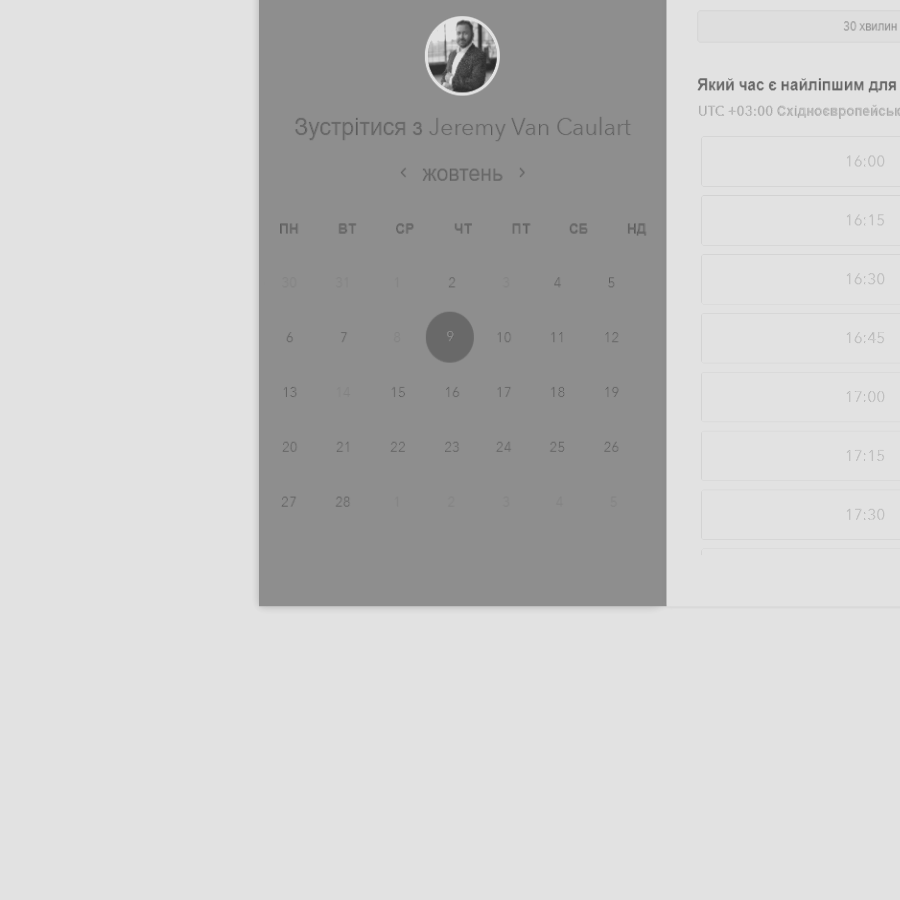 Зустрітися з Jeremy Van Caulart
жовтень
ПН ВТ СР ЧТ ПТ СБ НД
30 31 1 2 3 4 5
6 7 8 9 10 11 12
13 14 15 16 17 18 19
20 21 22 23 24 25 26
27 28 1 2 3 4 5
30 хвилин
Який час є найліпшим для
UTC +03:00 Східноєвропейськ
16:00
16:15
16:30
16:45
17:00
17:15
17:30